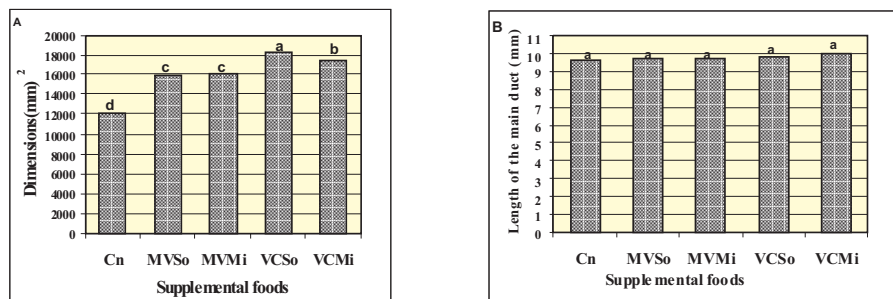 A
Dimensions(mm)²
20000
18000
16000
14000
12000
10000
8000
6000
4000
2000
0
d
c
c
a
b
Cn MVSo MVMi VCSo VCMi
Supplemental foods
B
Length of the main duct (mm)
11
10
9
8
7
6
5
4
3
2
1
0
a
a
a
a
a
Cn MVSo MVMi VCSo VCMi
Supplemental foods